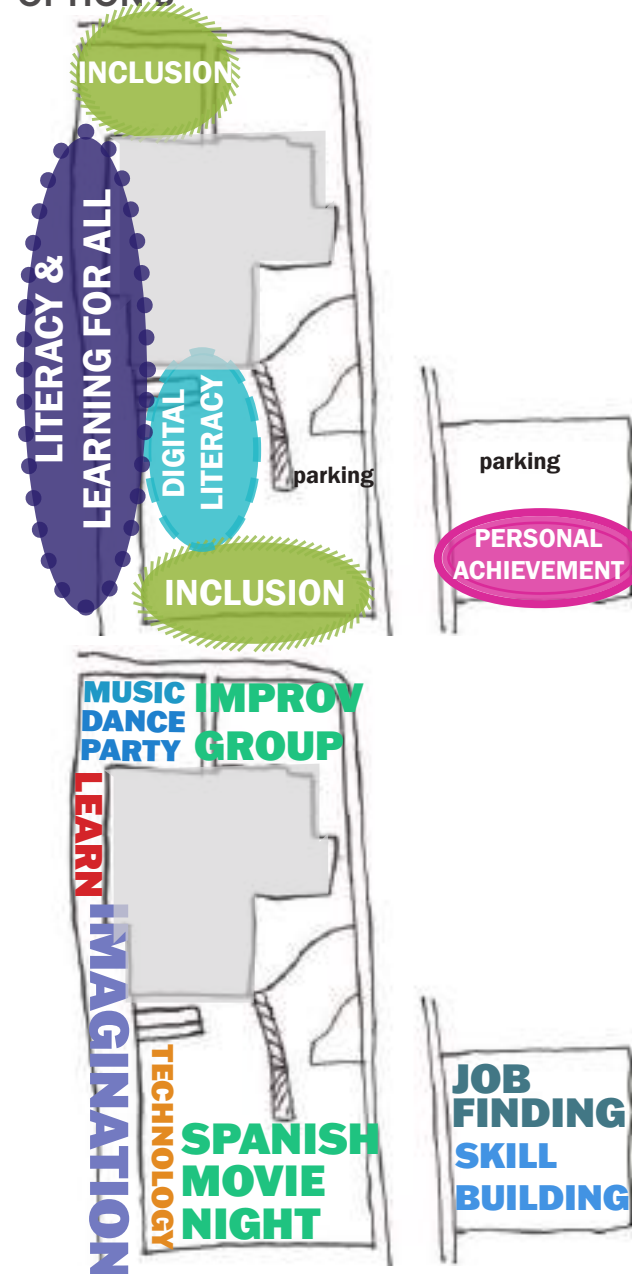 INCLUSION
LITERACY &
LEARNING FOR ALL
DIGITAL
LITERACY
parking
parking
PERSONAL
ACHIEVEMENT
INCLUSION
MUSIC
DANCE
PARTY
IMPROV
GROUP
LEARN
IMAGINATION
TECHNOLOGY
SPANISH
MOVIE
NIGHT
JOB
FINDING
SKILL
BUILDING